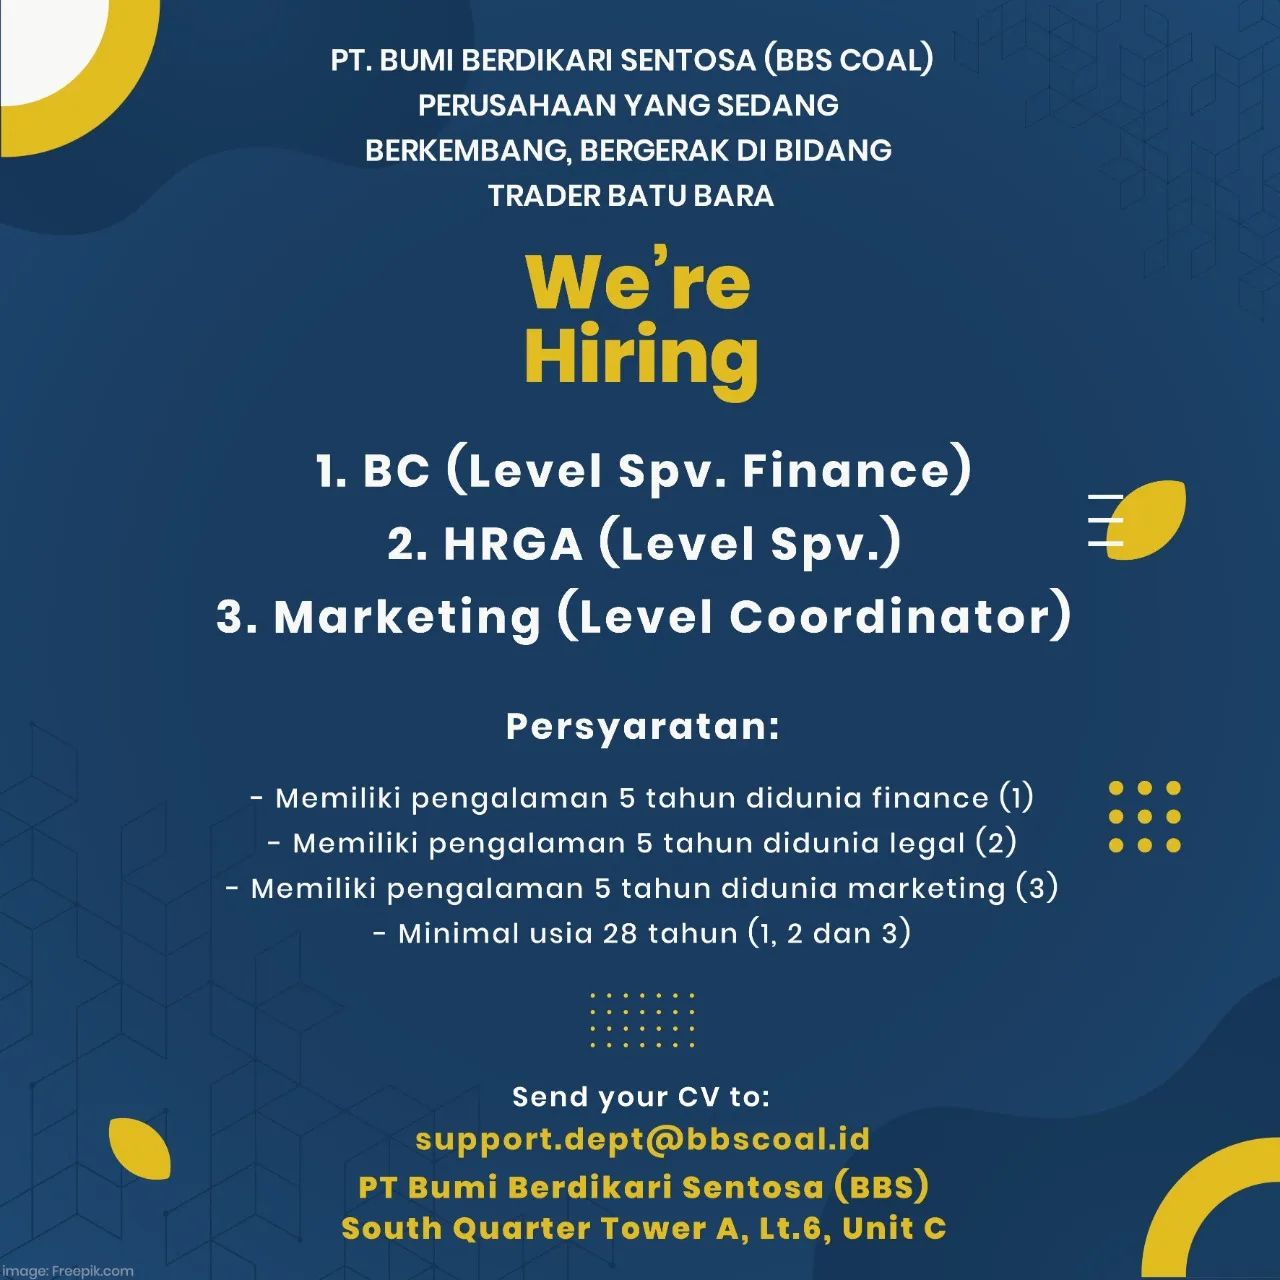 PT. BUMI BERDIKARI SENTOSA (BBS COAL)
PERUSAHAAN YANG SEDANG
BERKEMBANG, BERGERAK DI BIDANG
TRADER BATU BARA
We're
Hiring
1. BC (Level Spv. Finance)
2. HRGA (Level Spv.)
3. Marketing (Level Coordinator)
Persyaratan:
- Memiliki pengalaman 5 tahun didunia finance (1)
- Memiliki pengalaman 5 tahun didunia legal (2)
- Memiliki pengalaman 5 tahun didunia marketing (3)
- Minimal usia 28 tahun (1, 2 dan 3)
Send your CV to:
support.dept@bbscoal.id
PT Bumi Berdikari Sentosa (BBS)
South Quarter Tower A, Lt.6, Unit C
image: Freepik.com